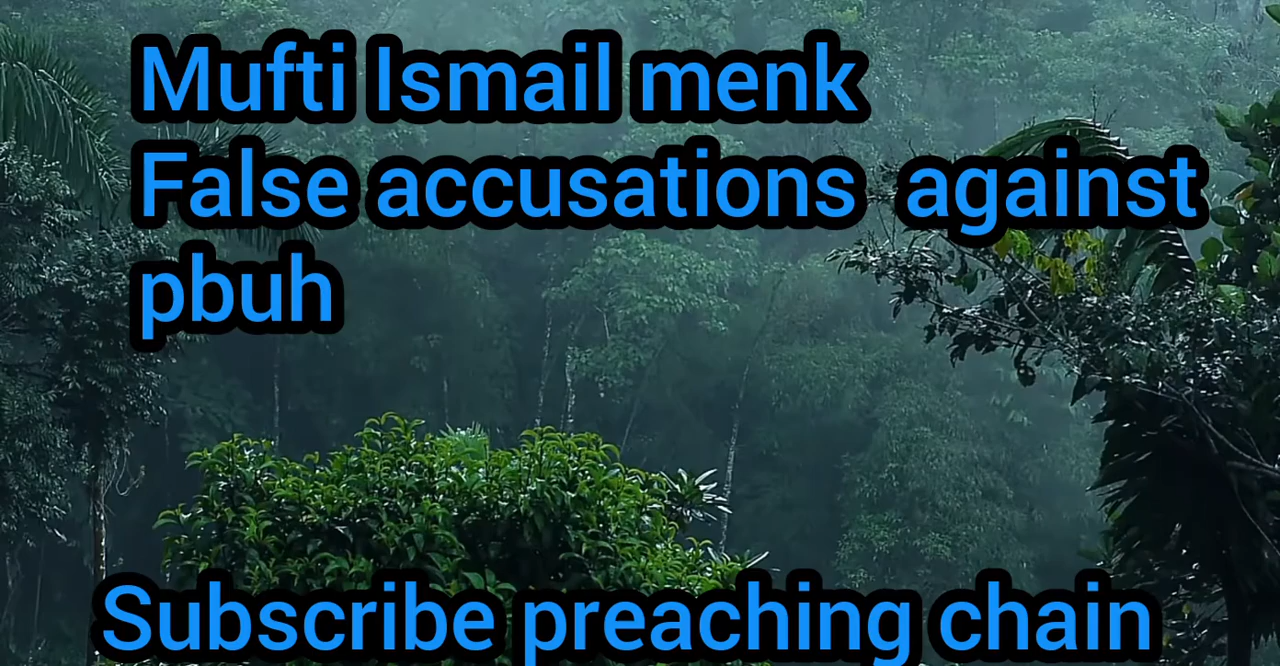 Mufti Ismail menk
False accusations against
pbuh
Subscribe preaching chain